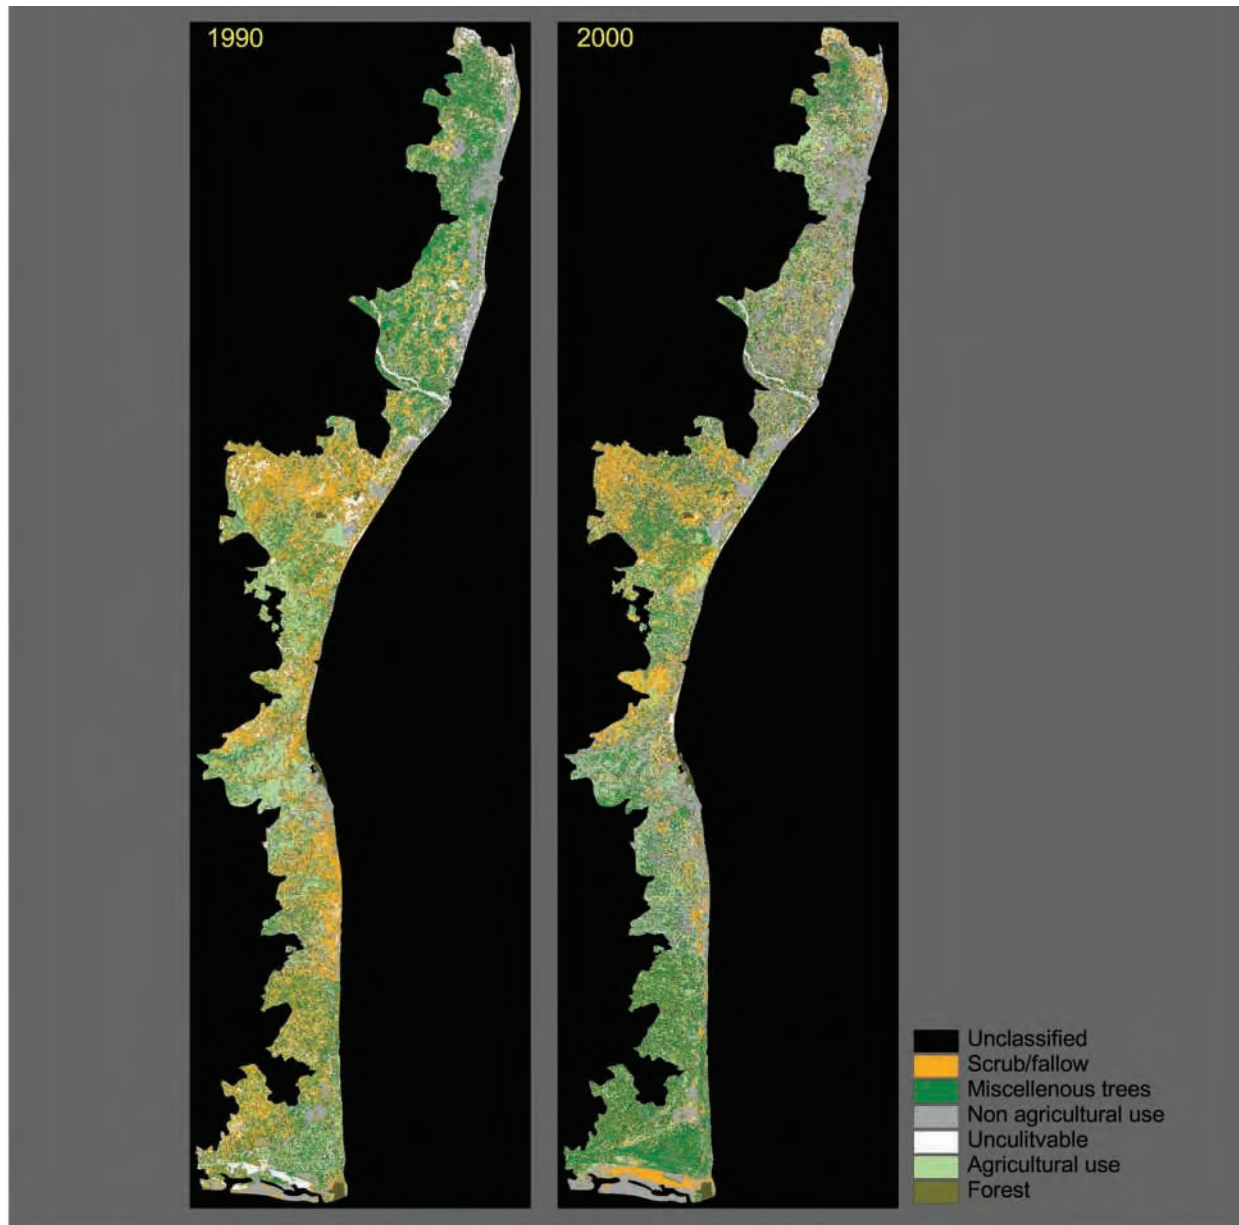 1990
2000
Unclassified
Scrub/fallow
Miscellenous trees
Non agricultural use
Unculitvable
Agricultural use
Forest